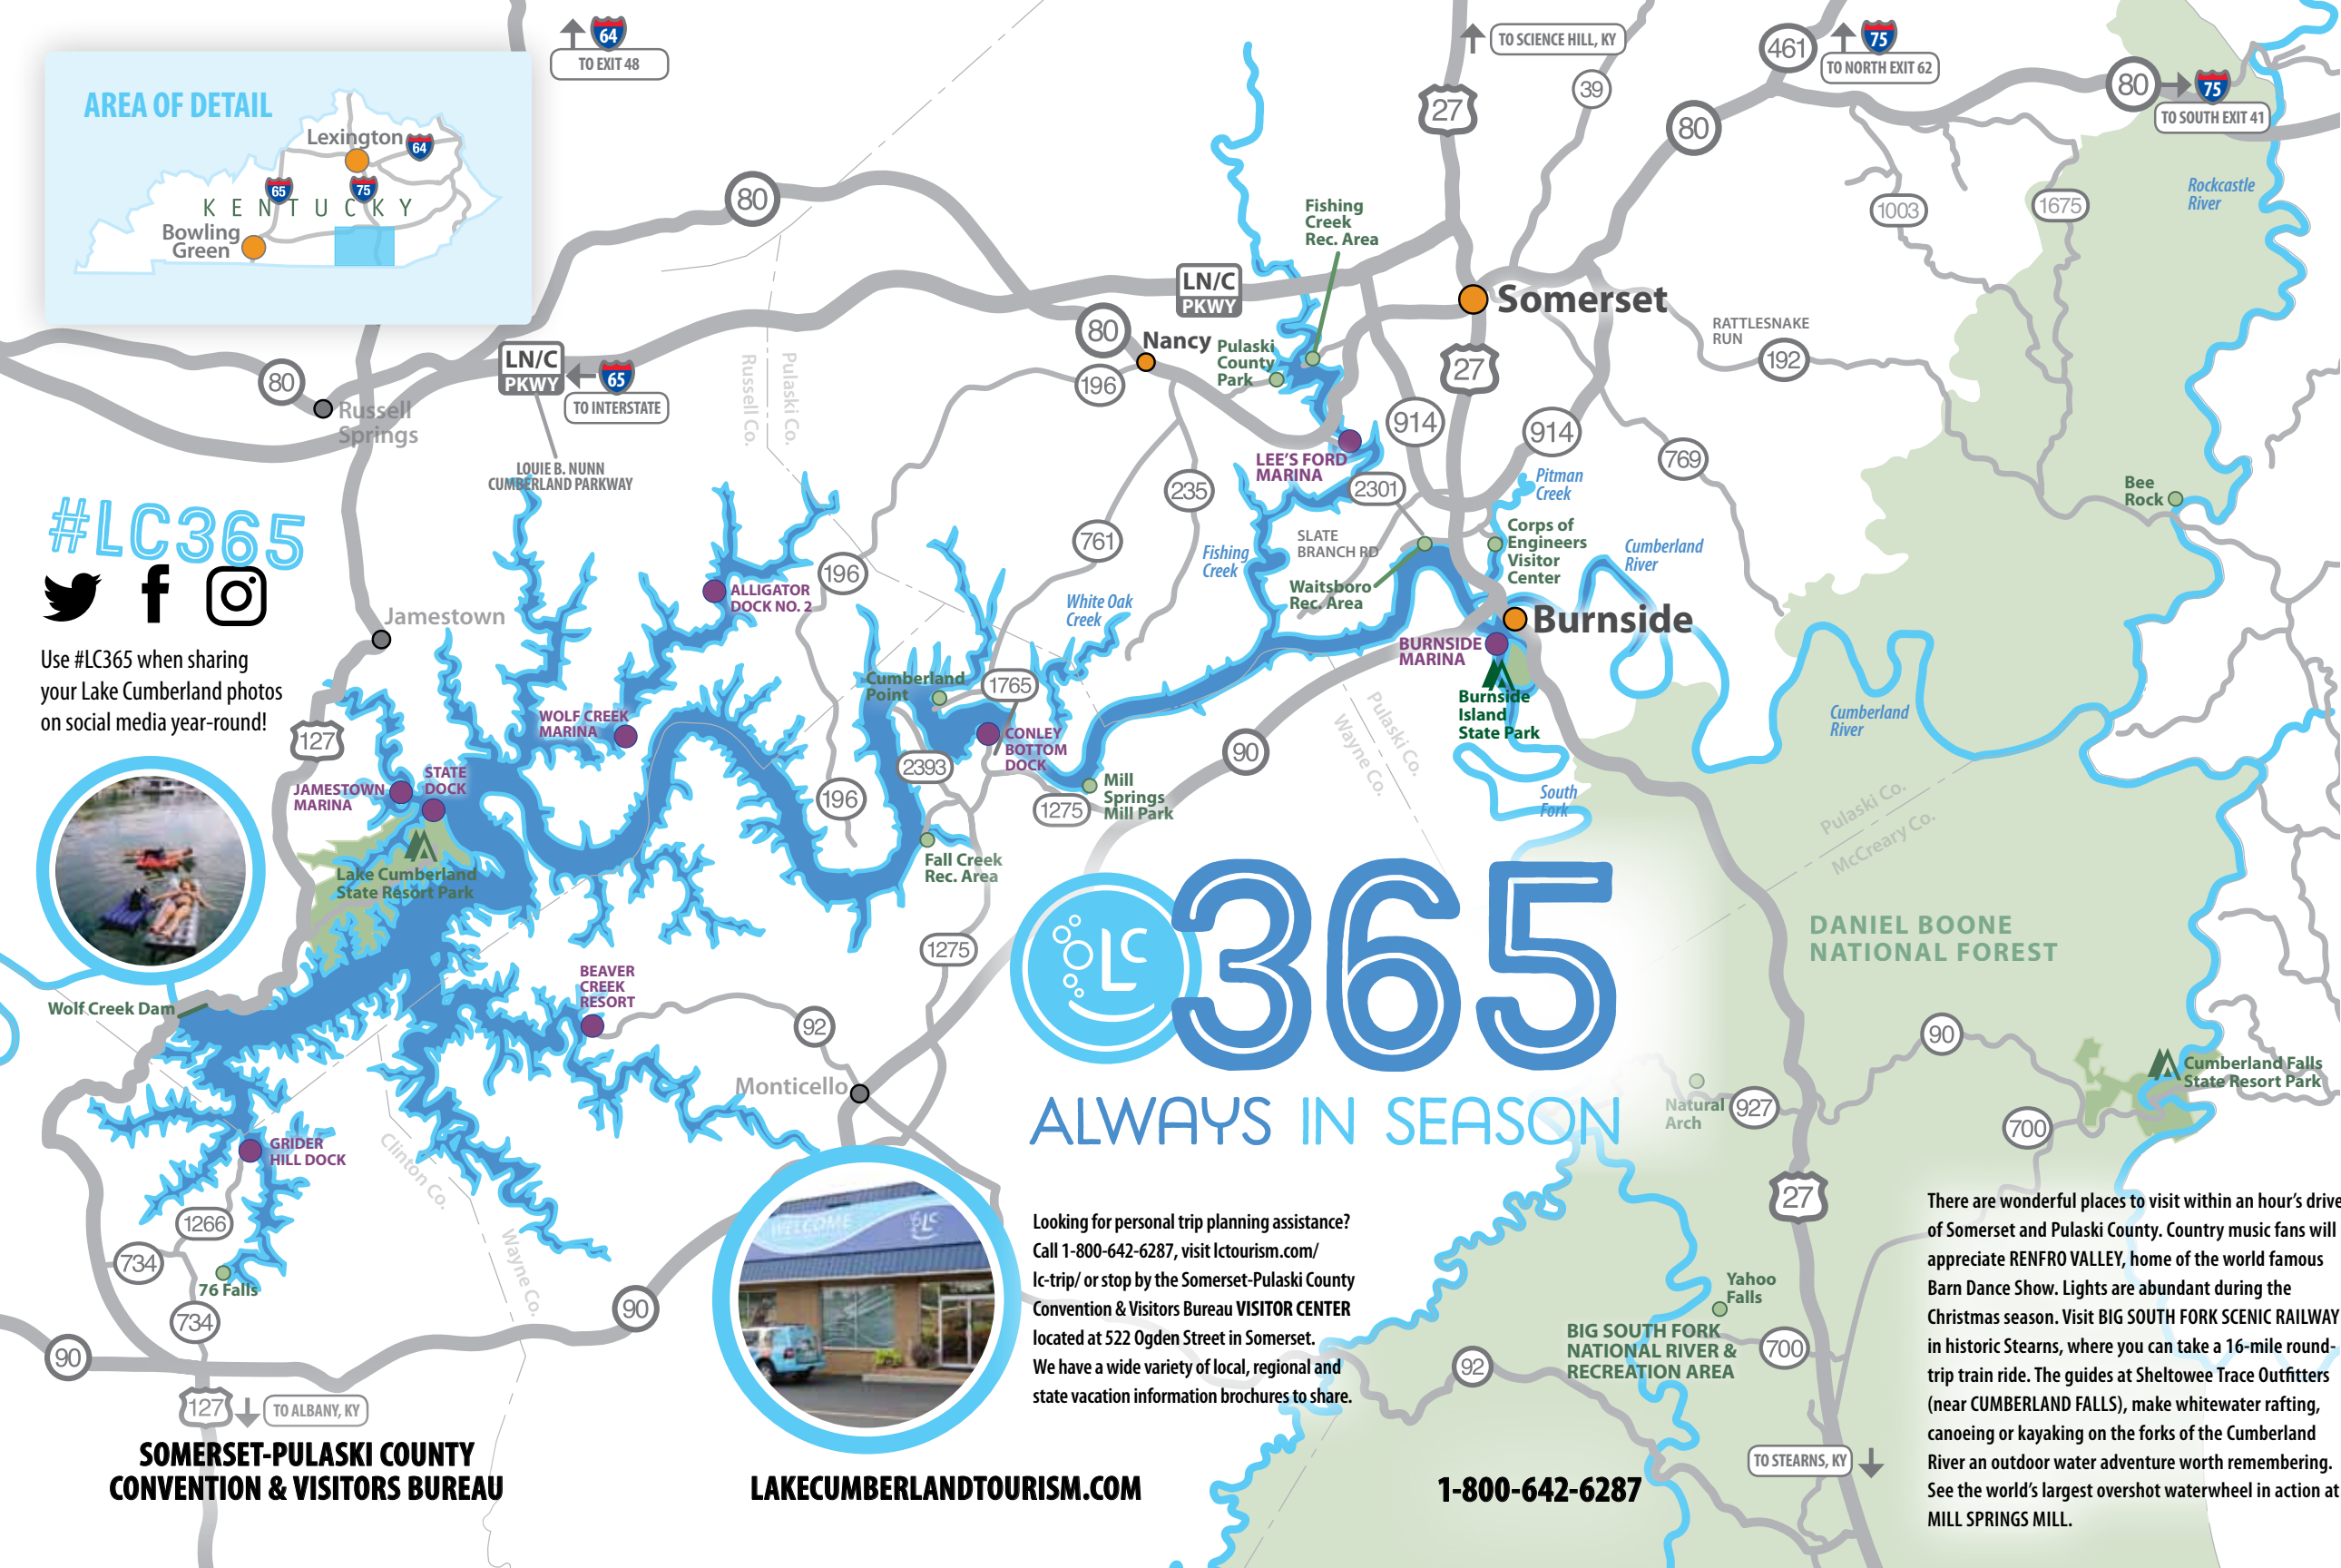 64
TO EXIT 48
TO SCIENCE HILL, KY
27
39
461
75
TO NORTH EXIT 62
80
75
TO SOUTH EXIT 41
80
AREA OF DETAIL
Lexington
64
65
75
KENTUCKY
Bowling
Green
80
1003
1675
Rockcastle
River
Fishing
Creek
Rec. Area
LN/C
PKWY
Somerset
80
Nancy
196
Pulaski
County
Park
27
RATTLESNAKE
RUN
192
LN/C
PKWY
65
TO INTERSTATE
80
Russell
Springs
Russell Co.
Pulaski Co.
LOUIE B. NUNN
CUMBERLAND PARKWAY
914
914
769
LEE'S FORD
MARINA
2301
235
Pitman
Creek
Bee
Rock
#LC365
Use #LC365 when sharing
your Lake Cumberland photos
on social media year-round!
761
SLATE
BRANCH RD
Fishing
Creek
Corps of
Engineers
Visitor
Center
Cumberland
River
Waitsboro
Rec. Area
196
ALLIGATOR
DOCK NO. 2
White Oak
Creek
Jamestown
Burnside
BURNSIDE
MARINA
Burnside
Island
State Park
Cumberland
Point
1765
WOLF CREEK
MARINA
CONLEY
BOTTOM
DOCK
127
2393
90
Pulaski Co.
Wayne Co.
Cumberland
River
STATE
DOCK
JAMESTOWN
MARINA
196
1275
Mill
Springs
Mill Park
South
Fork
Pulaski Co.
McCreary Co.
Lake Cumberland
State Resort Park
Fall Creek
Rec. Area
LC
365
ALWAYS IN SEASON
DANIEL BOONE
NATIONAL FOREST
1275
BEAVER
CREEK
RESORT
Wolf Creek Dam
92
Monticello
90
Cumberland Falls
State Resort Park
Natural
Arch
927
700
GRIDER
HILL DOCK
Clinton Co.
Wayne Co.
27
1266
734
76 Falls
734
90
90
127
TO ALBANY, KY
WELCOME
LC
Looking for personal trip planning assistance?
Call 1-800-642-6287, visit lctourism.com/
lc-trip/ or stop by the Somerset-Pulaski County
Convention & Visitors Bureau VISITOR CENTER
located at 522 Ogden Street in Somerset.
We have a wide variety of local, regional and
state vacation information brochures to share.
Yahoo
Falls
BIG SOUTH FORK
NATIONAL RIVER &
RECREATION AREA
700
92
TO STEARNS, KY
There are wonderful places to visit within an hour's drive
of Somerset and Pulaski County. Country music fans will
appreciate RENFRO VALLEY, home of the world famous
Barn Dance Show. Lights are abundant during the
Christmas season. Visit BIG SOUTH FORK SCENIC RAILWAY
in historic Stearns, where you can take a 16-mile round-
trip train ride. The guides at Sheltowee Trace Outfitters
(near CUMBERLAND FALLS), make whitewater rafting,
canoeing or kayaking on the forks of the Cumberland
River an outdoor water adventure worth remembering.
See the world's largest overshot waterwheel in action at
MILL SPRINGS MILL.
SOMERSET-PULASKI COUNTY
CONVENTION & VISITORS BUREAU
LAKECUMBERLANDTOURISM.COM
1-800-642-6287